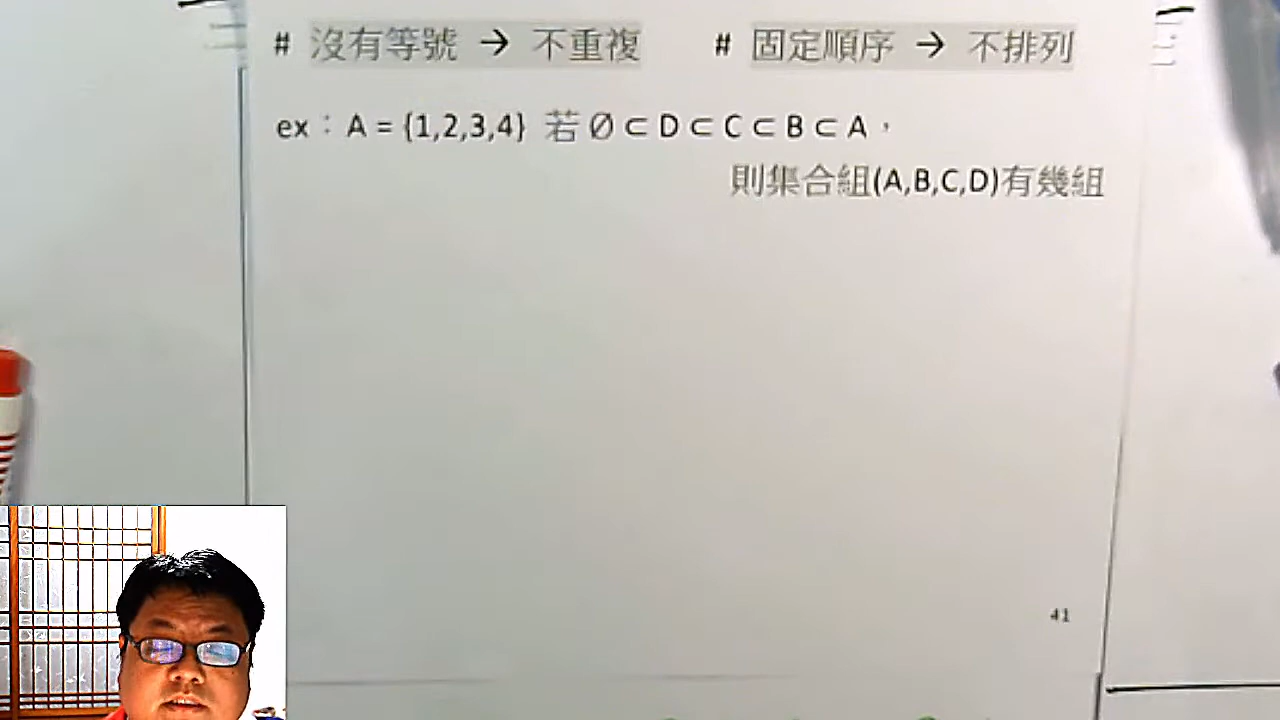 # 沒有等號 → 不重複 # 固定順序 → 不排列
ex：A = {1,2,3,4} 若 Ø ⊂ D ⊂ C ⊂ B ⊂ A，
則集合組(A,B,C,D)有幾組
41